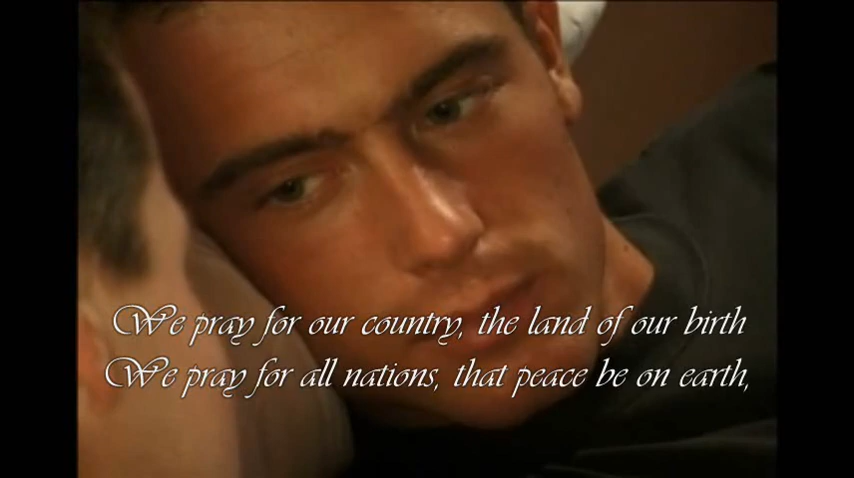 We pray for our country, the land of our birth
We pray for all nations, that peace be on earth,